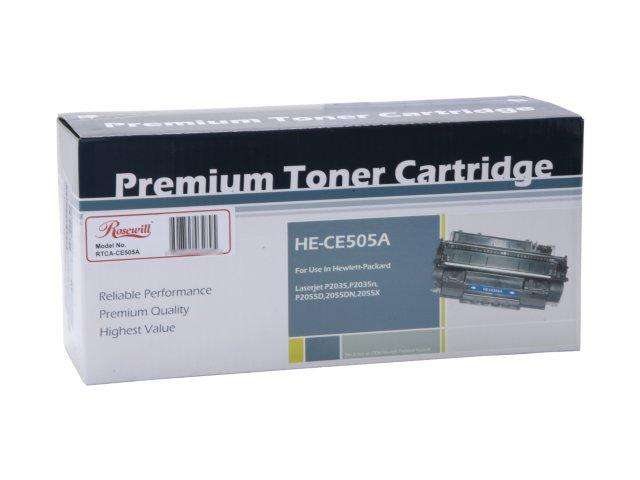 Premium Toner Cartridge
Premium Toner Cartridge
Rosewill
Model No.
RTCA-CE505A
HE-CE505A
For Use In Hewlett-Packard
Laserjet P2035,P2035n,
P2055D,2055DN,2055X
Reliable Performance
Premium Quality
Highest Value